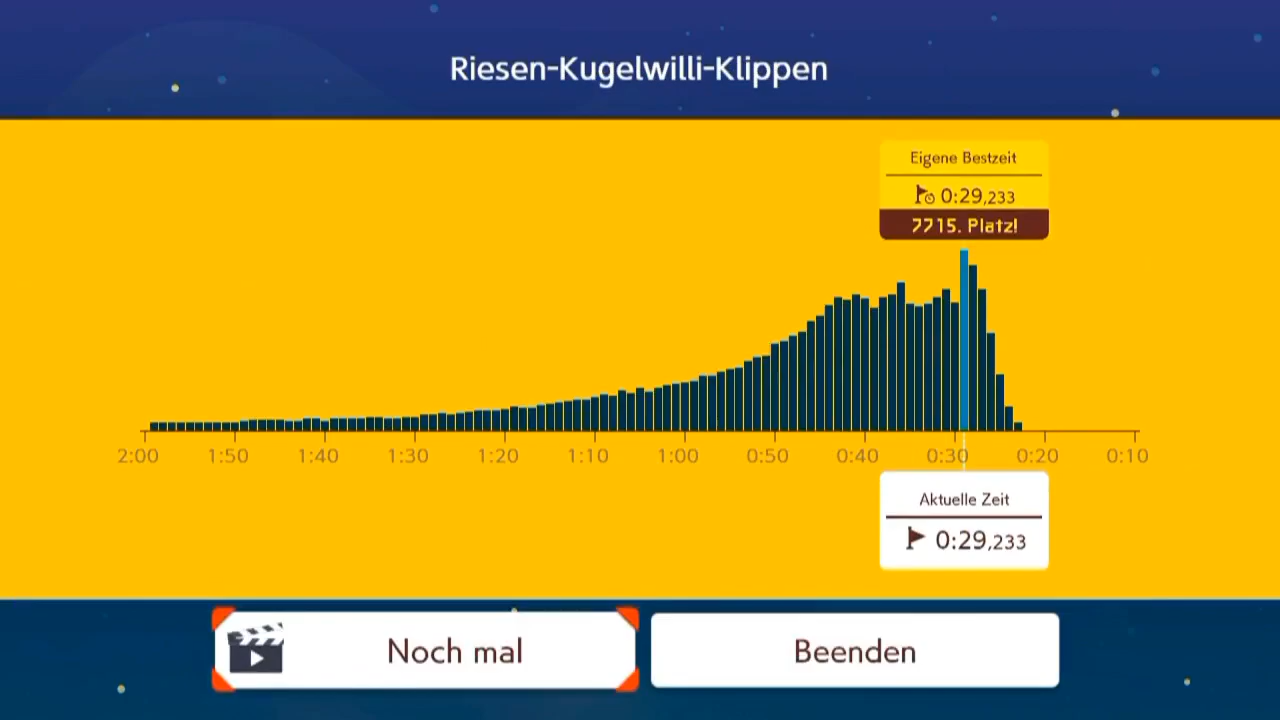 Riesen-Kugelwilli-Klippen
Eigene Bestzeit
0:29,233
7715. Platz!
2:00 1:50 1:40 1:30 1:20 1:10 1:00 0:50 0:40 0:30 0:20 0:10
Aktuelle Zeit
0:29,233
Noch mal
Beenden